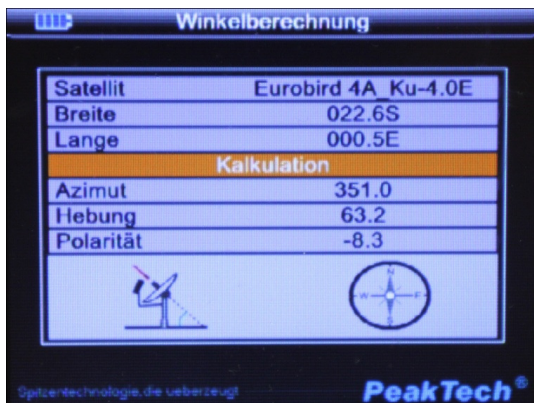 Winkelberechnung
Satellit Eurobird 4A_Ku-4.0E
Breite 022.6S
Lange 000.5E
Kalkulation
Azimut 351.0
Hebung 63.2
Polarität -8.3
N
W E
S
Spitzentechnologie, die ueberzeugt PeakTech®